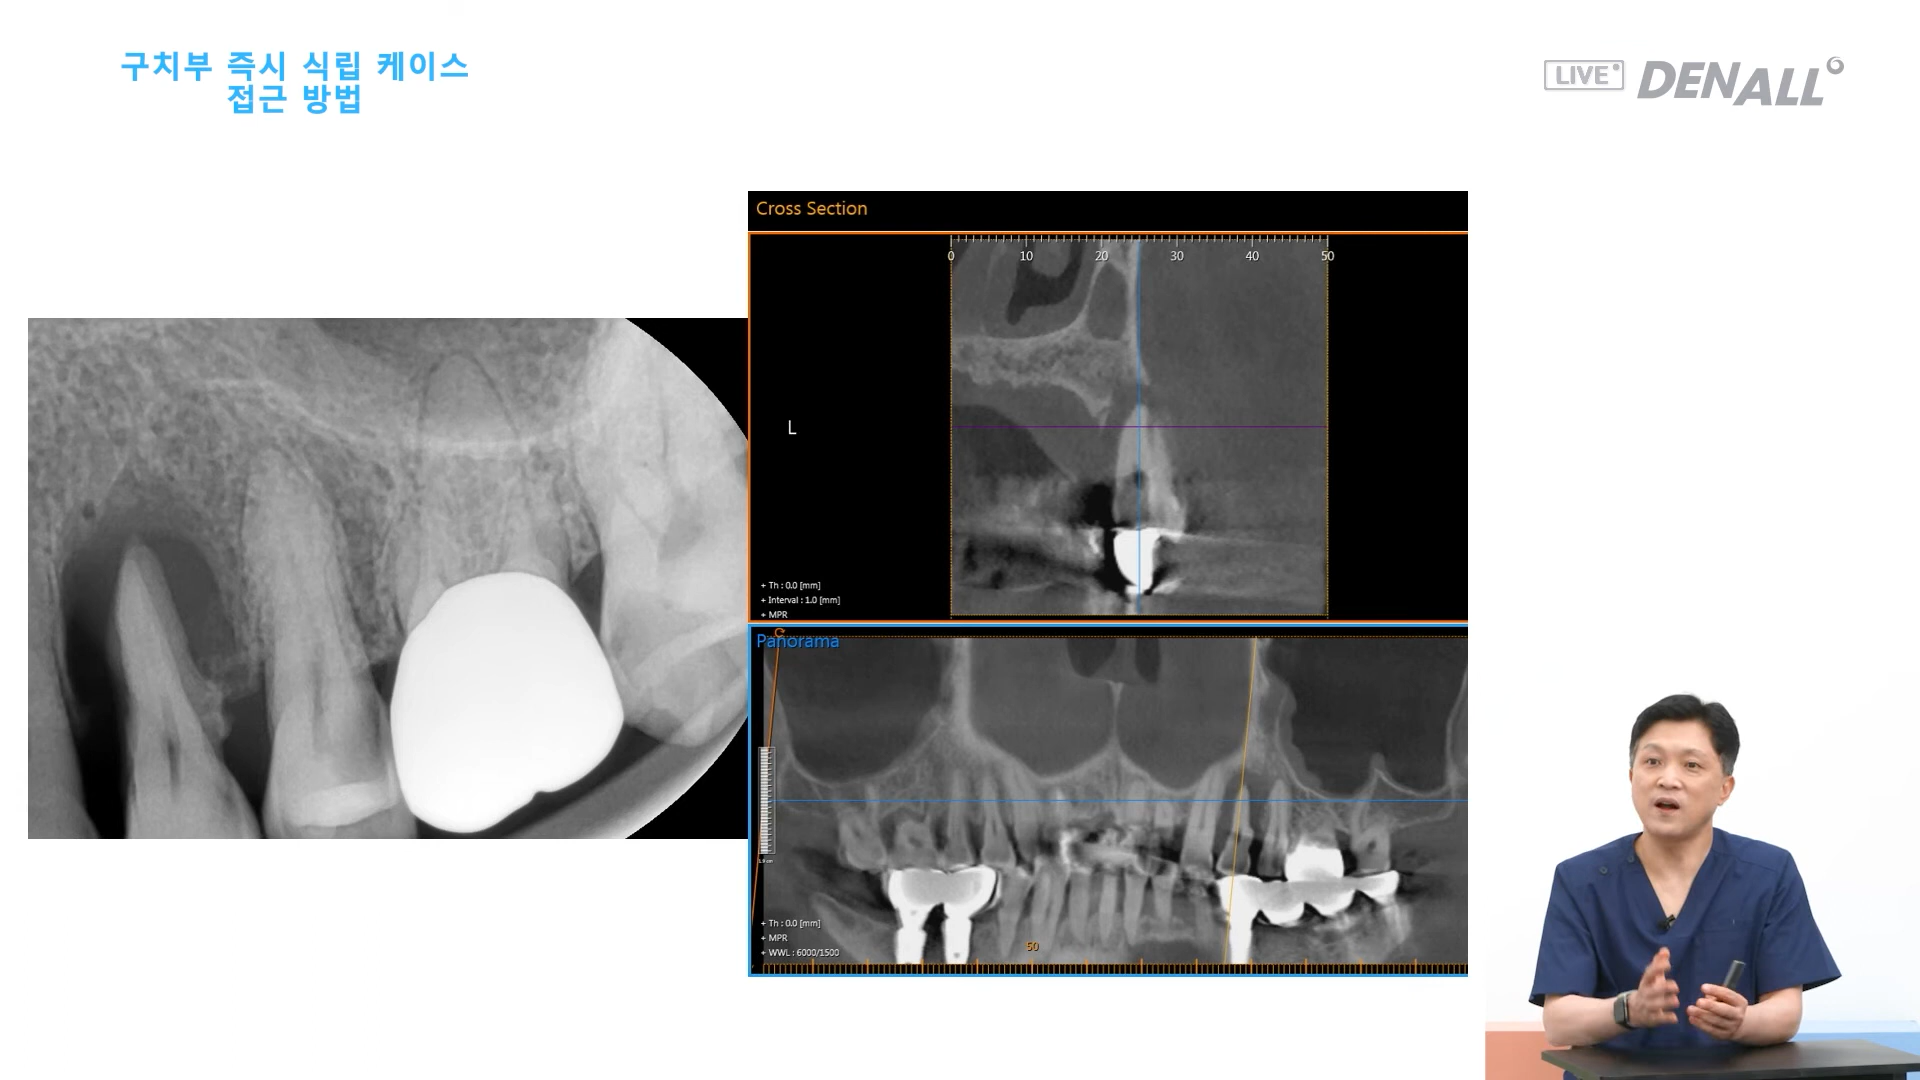 구치부 즉시 식립 케이스
접근 방법
LIVE DENALL
Cross Section
0 10 20 30 40 50
L
+ Th : 0.0 [mm]
+ Interval : 1.0 [mm]
+ MPR
Panorama
+ Th : 0.0 [mm]
+ MPR
+ WWL : 6000/1500
50